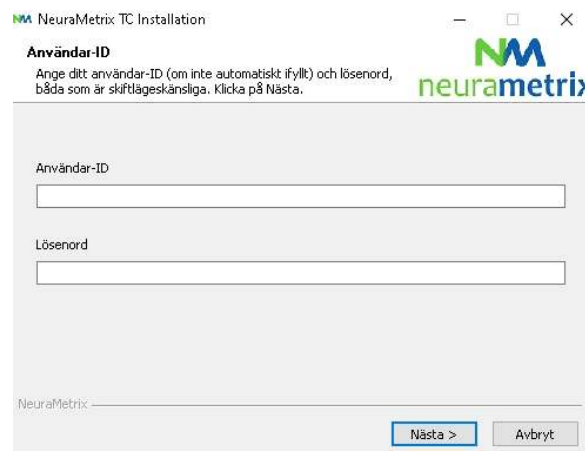 NM NeuraMetrix TC Installation
Användar-ID
Ange ditt användar-ID (om inte automatiskt ifyllt) och lösenord,
båda som är skiftlägeskänsliga. Klicka på Nästa.
NM
neurametrix
Användar-ID
Lösenord
NeuraMetrix
Nästa >
Avbryt